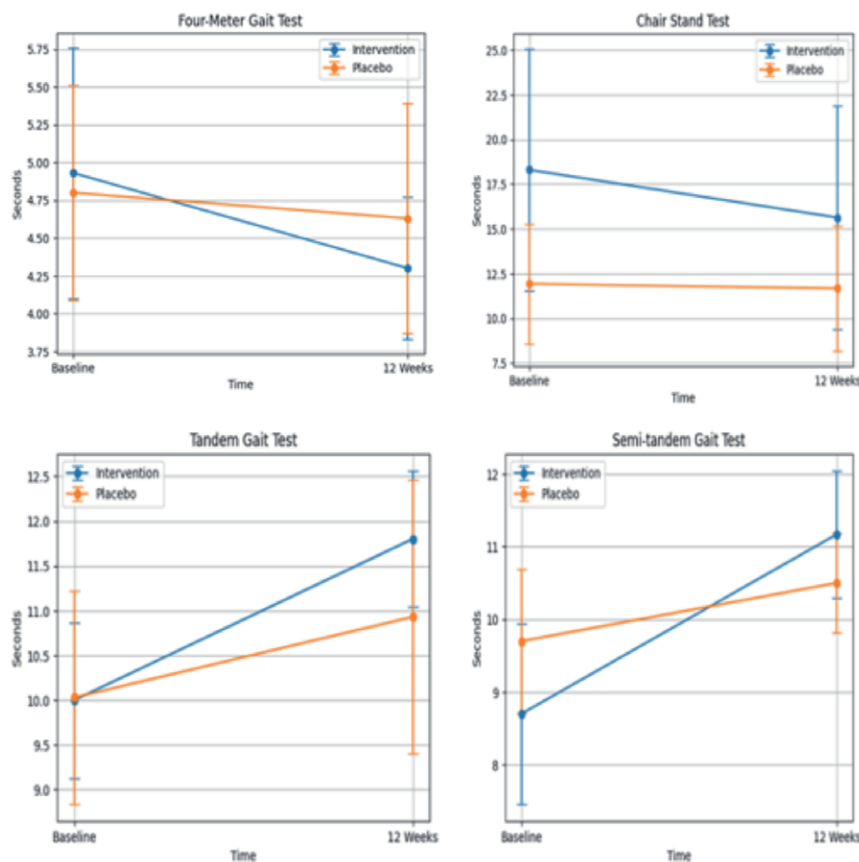 Four-Meter Gait Test
Intervention
Placebo
5.75
5.50
5.25
5.00
4.75
4.50
4.25
4.00
3.75
Seconds
Baseline
12 Weeks
Time
Chair Stand Test
Intervention
Placebo
25.0
22.5
20.0
17.5
15.0
12.5
10.0
7.5
Seconds
Baseline
12 Weeks
Time
Tandem Gait Test
Intervention
Placebo
12.5
12.0
11.5
11.0
10.5
10.0
9.5
9.0
Seconds
Baseline
12 Weeks
Time
Semi-tandem Gait Test
Intervention
Placebo
12
11
10
9
8
Seconds
Baseline
12 Weeks
Time